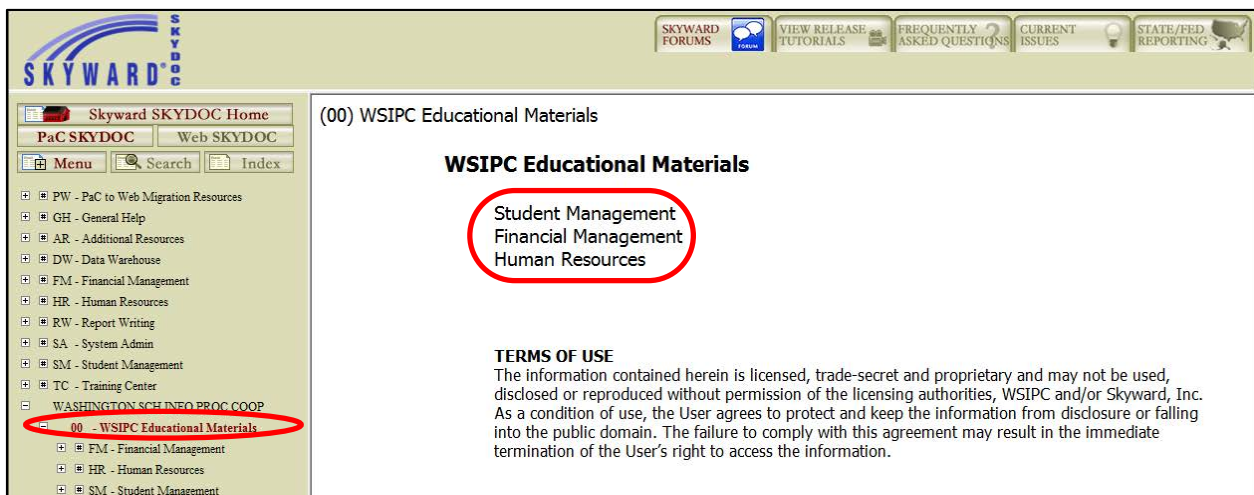 SKYWARD®
SKYDOC
SKYWARD FORUMS
FORUM
VIEW RELEASE TUTORIALS
FREQUENTLY ASKED QUESTIONS
CURRENT ISSUES
STATE/FED REPORTING
Skyward SKYDOC Home
PaC SKYDOC Web SKYDOC
Menu Search Index
PW - PaC to Web Migration Resources
GH - General Help
AR - Additional Resources
DW - Data Warehouse
FM - Financial Management
HR - Human Resources
RW - Report Writing
SA - System Admin
SM - Student Management
TC - Training Center
WASHINGTON SCH INFO PROC COOP
00 - WSIPC Educational Materials
FM - Financial Management
HR - Human Resources
SM - Student Management
(00) WSIPC Educational Materials
WSIPC Educational Materials
Student Management
Financial Management
Human Resources
TERMS OF USE
The information contained herein is licensed, trade-secret and proprietary and may not be used,
disclosed or reproduced without permission of the licensing authorities, WSIPC and/or Skyward, Inc.
As a condition of use, the User agrees to protect and keep the information from disclosure or falling
into the public domain. The failure to comply with this agreement may result in the immediate
termination of the User's right to access the information.